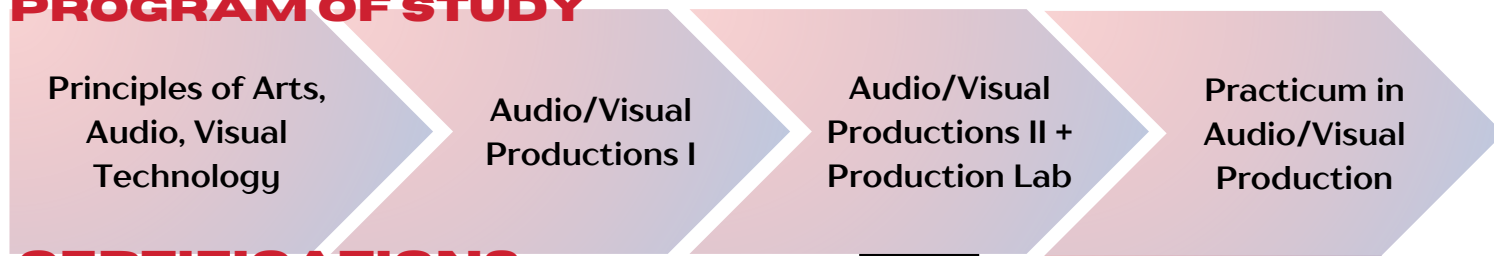 PROGRAM OF STUDY
Principles of Arts,
Audio, Visual
Technology
Audio/Visual
Productions I
Audio/Visual
Productions II +
Production Lab
Practicum in
Audio/Visual
Production
CERTIFICATIONS